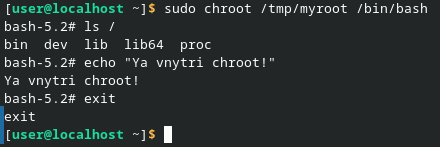 [user@localhost ~]$ sudo chroot /tmp/myroot /bin/bash
bash-5.2# ls /
bin  dev  lib  lib64  proc
bash-5.2# echo "Ya vnytri chroot!"
Ya vnytri chroot!
bash-5.2# exit
exit
[user@localhost ~]$